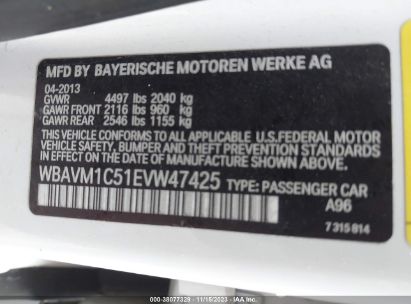 MFD BY BAYERISCHE MOTOREN WERKE AG
04-2013
GVWR 4497 lbs 2040 kg
GAWR FRONT 2116 lbs 960 kg
GAWR REAR 2546 lbs 1155 kg
THIS VEHICLE CONFORMS TO ALL APPLICABLE U.S.FEDERAL MOTOR
VEHICLE SAFETY, BUMPER AND THEFT PREVENTION STANDARDS
IN EFFECT ON THE DATE OF MANUFACTURE SHOWN ABOVE.
WBAVM1C51EVW47425 TYPE: PASSENGER CAR
A96
7 315 814
000-38077329 - 11/15/2023 - IAA Inc.